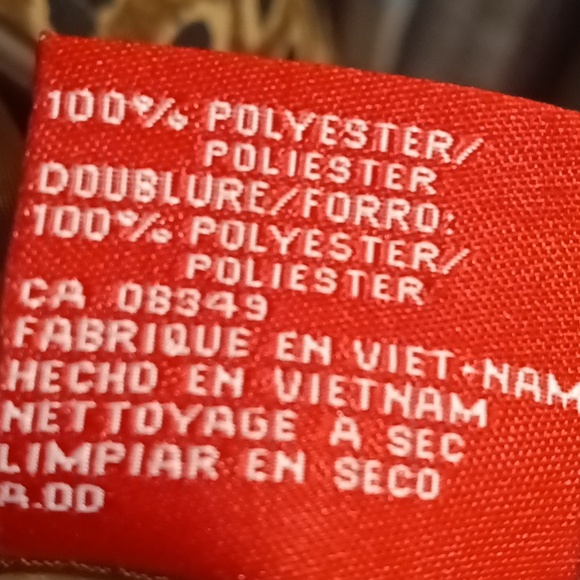 100% POLYESTER/
POLIESTER
DOUBLURE/FORRO:
100% POLYESTER/
POLIESTER
CA 08349
FABRIQUE EN VIET-NAM
HECHO EN VIETNAM
NETTOYAGE A SEC
LIMPIAR EN SECO